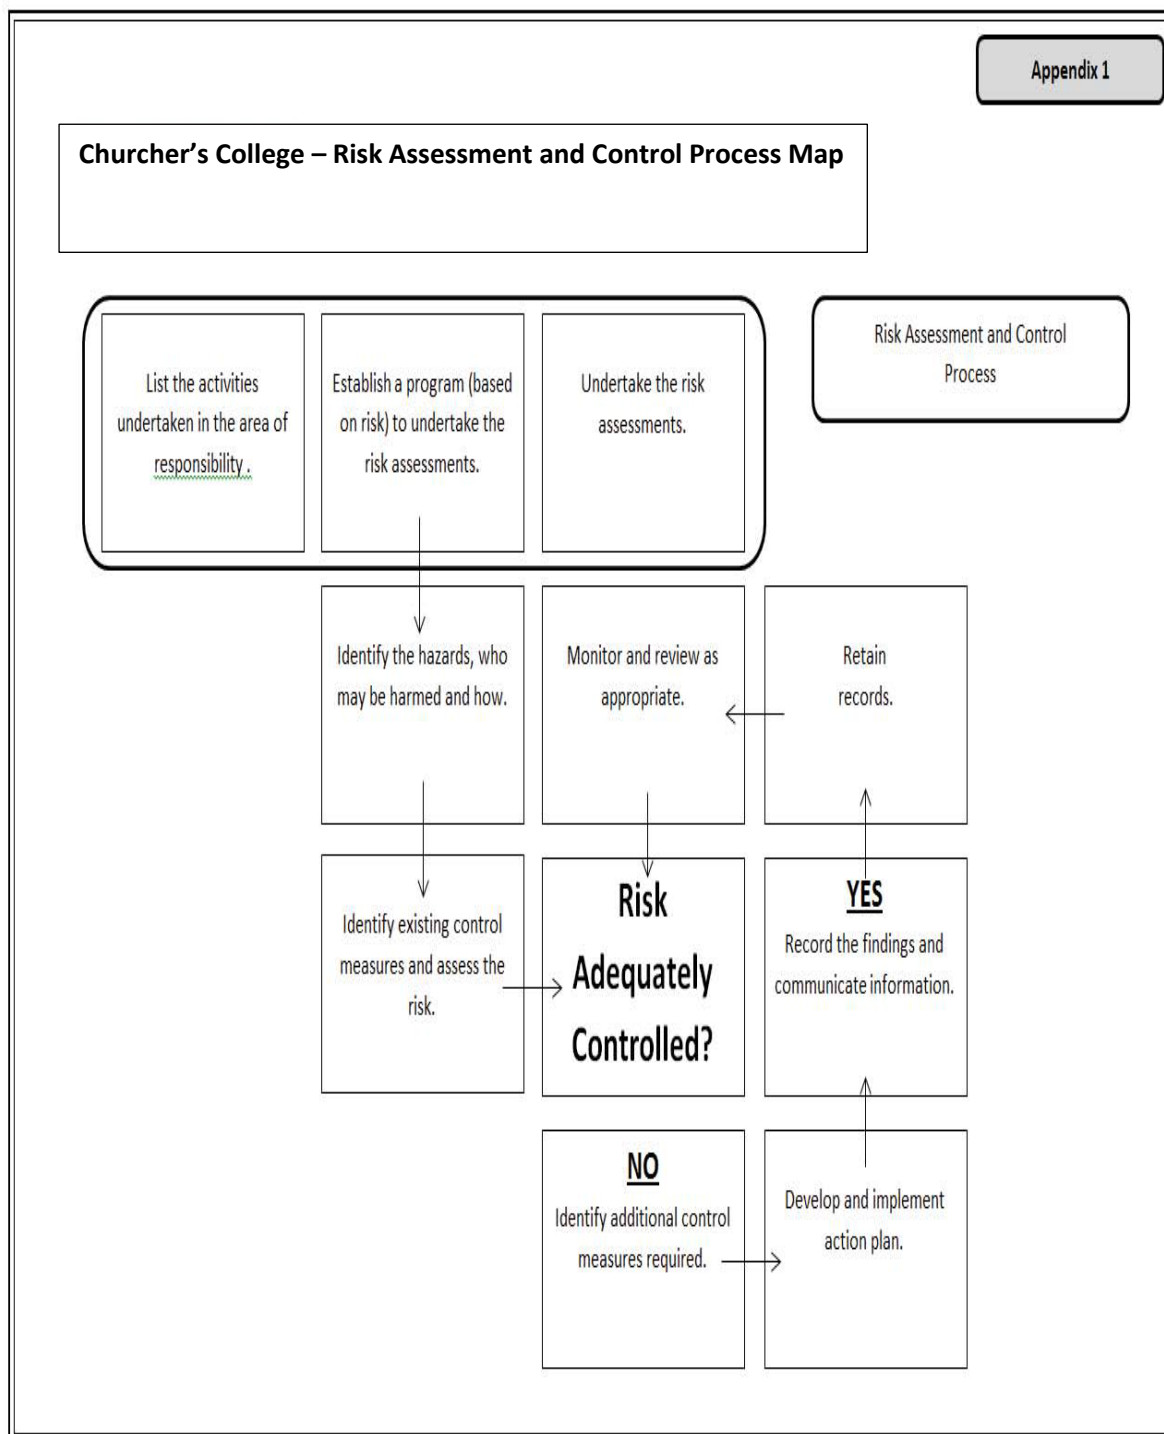 Appendix 1
Churcher’s College – Risk Assessment and Control Process Map
List the activities
undertaken in the area of
responsibility .
Establish a program (based
on risk) to undertake the
risk assessments.
Undertake the risk
assessments.
Risk Assessment and Control
Process
Identify the hazards, who
may be harmed and how.
Monitor and review as
appropriate.
Retain
records.
Identify existing control
measures and assess the
risk.
Risk
Adequately
Controlled?
YES
Record the findings and
communicate information.
NO
Identify additional control
measures required.
Develop and implement
action plan.